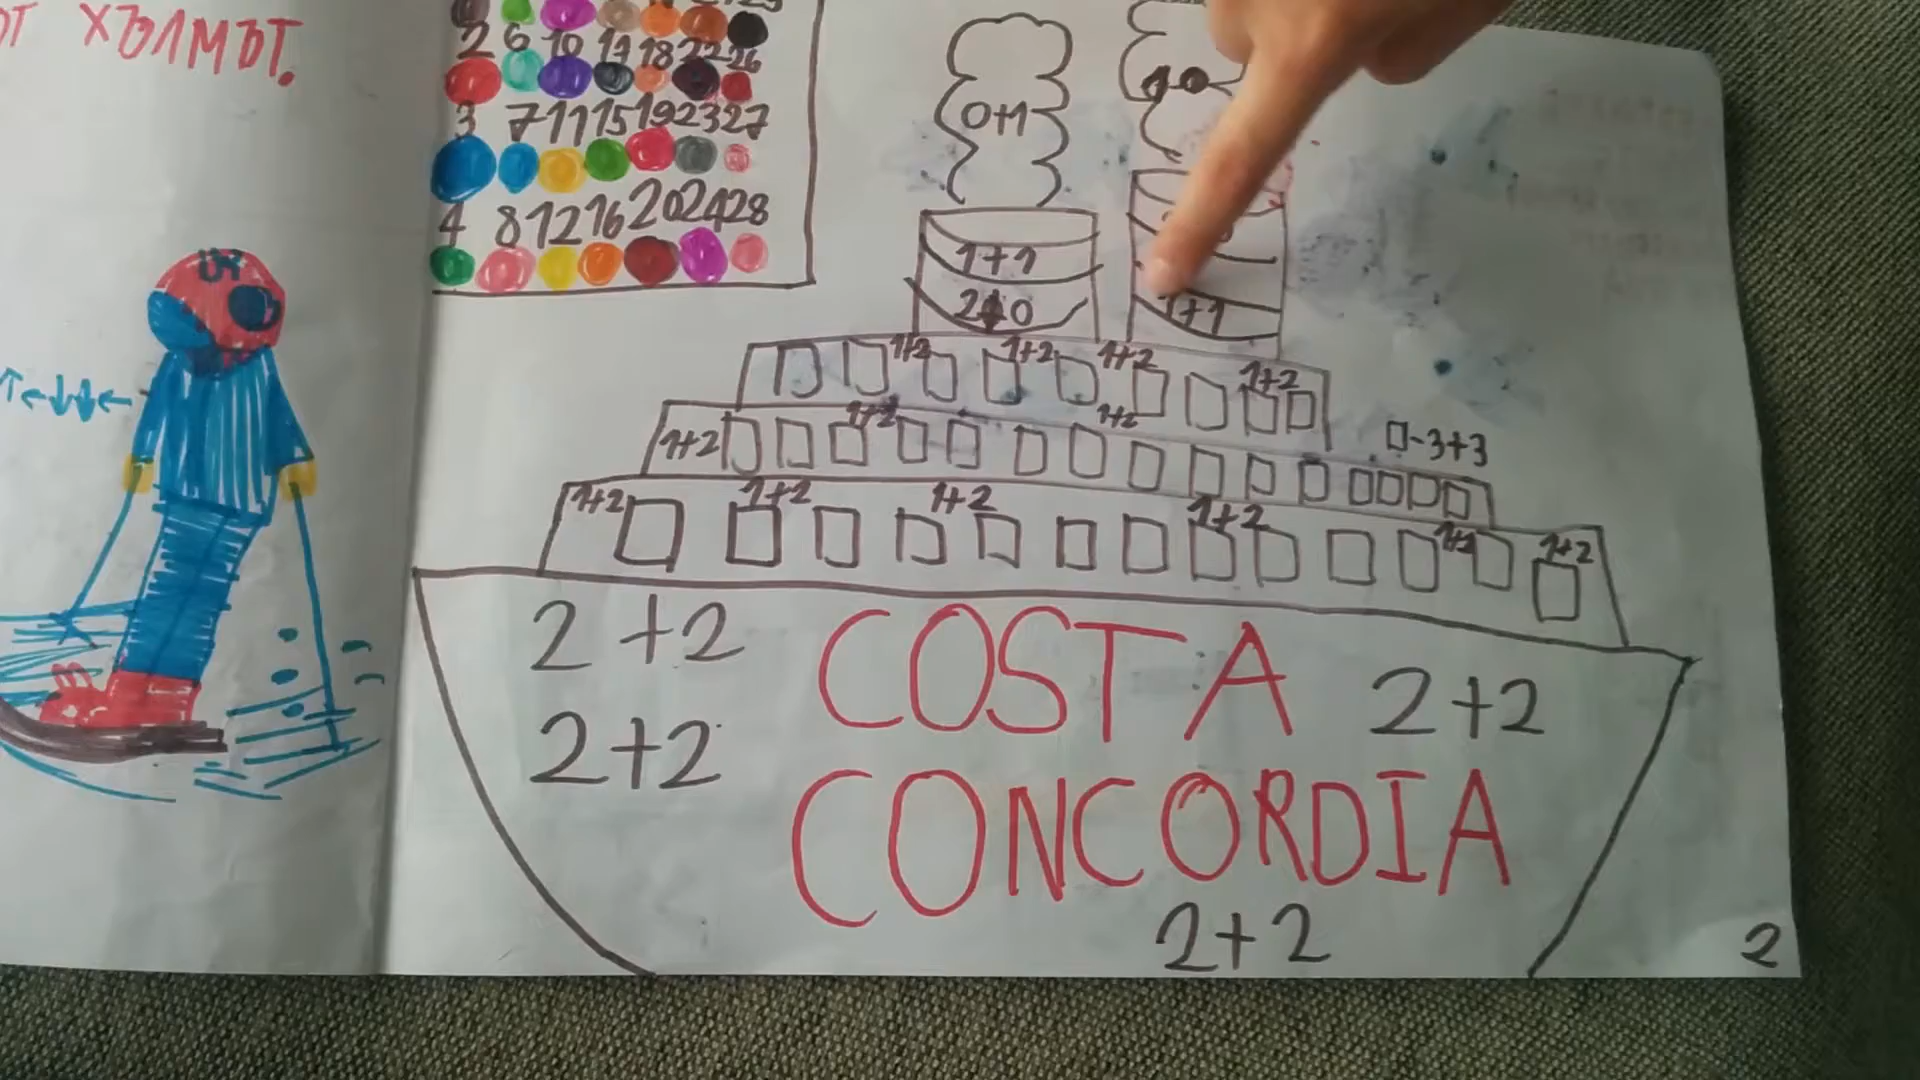 ХЪЛМЪТ.
2 6 10 14 18 22 26
3 7 11 15 19 23 27
4 8 12 16 20 24 28
0+1
1+1
2+0
1+1
1+2 1+2 1+2 1+2
1+2 1+2 1+2
□-3+3
1+2 1+2 1+2 1+2 1+2
2+2
2+2
COSTA
CONCORDIA
2+2
2+2
2